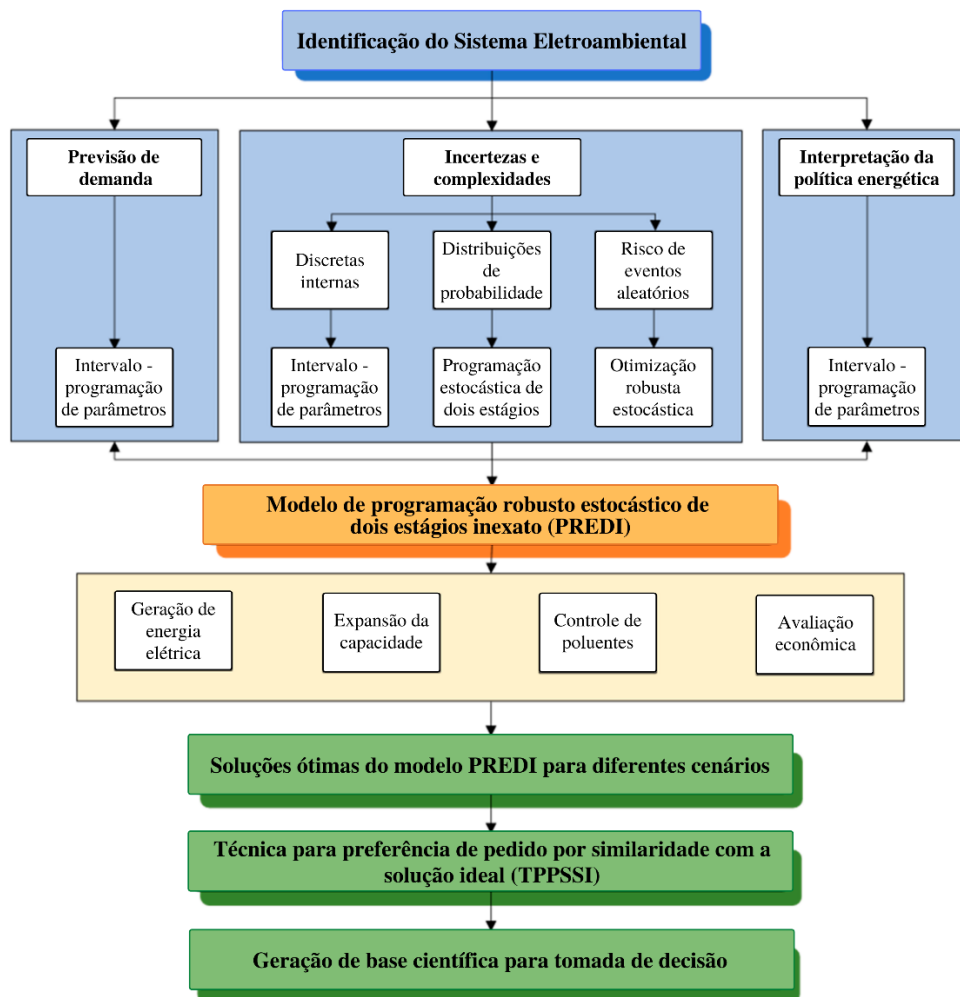 Identificação do Sistema Eletroambiental
Previsão de
demanda
Incertezas e
complexidades
Interpretação da
política energética
Discretas
internas
Distribuições
de
probabilidade
Risco de
eventos
aleatórios
Intervalo -
programação
de parâmetros
Intervalo -
programação
de parâmetros
Programação
estocástica de
dois estágios
Otimização
robusta
estocástica
Intervalo -
programação
de parâmetros
Modelo de programação robusto estocástico de
dois estágios inexato (PREDI)
Geração de
energia
elétrica
Expansão da
capacidade
Controle de
poluentes
Avaliação
econômica
Soluções ótimas do modelo PREDI para diferentes cenários
Técnica para preferência de pedido por similaridade com a
solução ideal (TPPSSI)
Geração de base científica para tomada de decisão